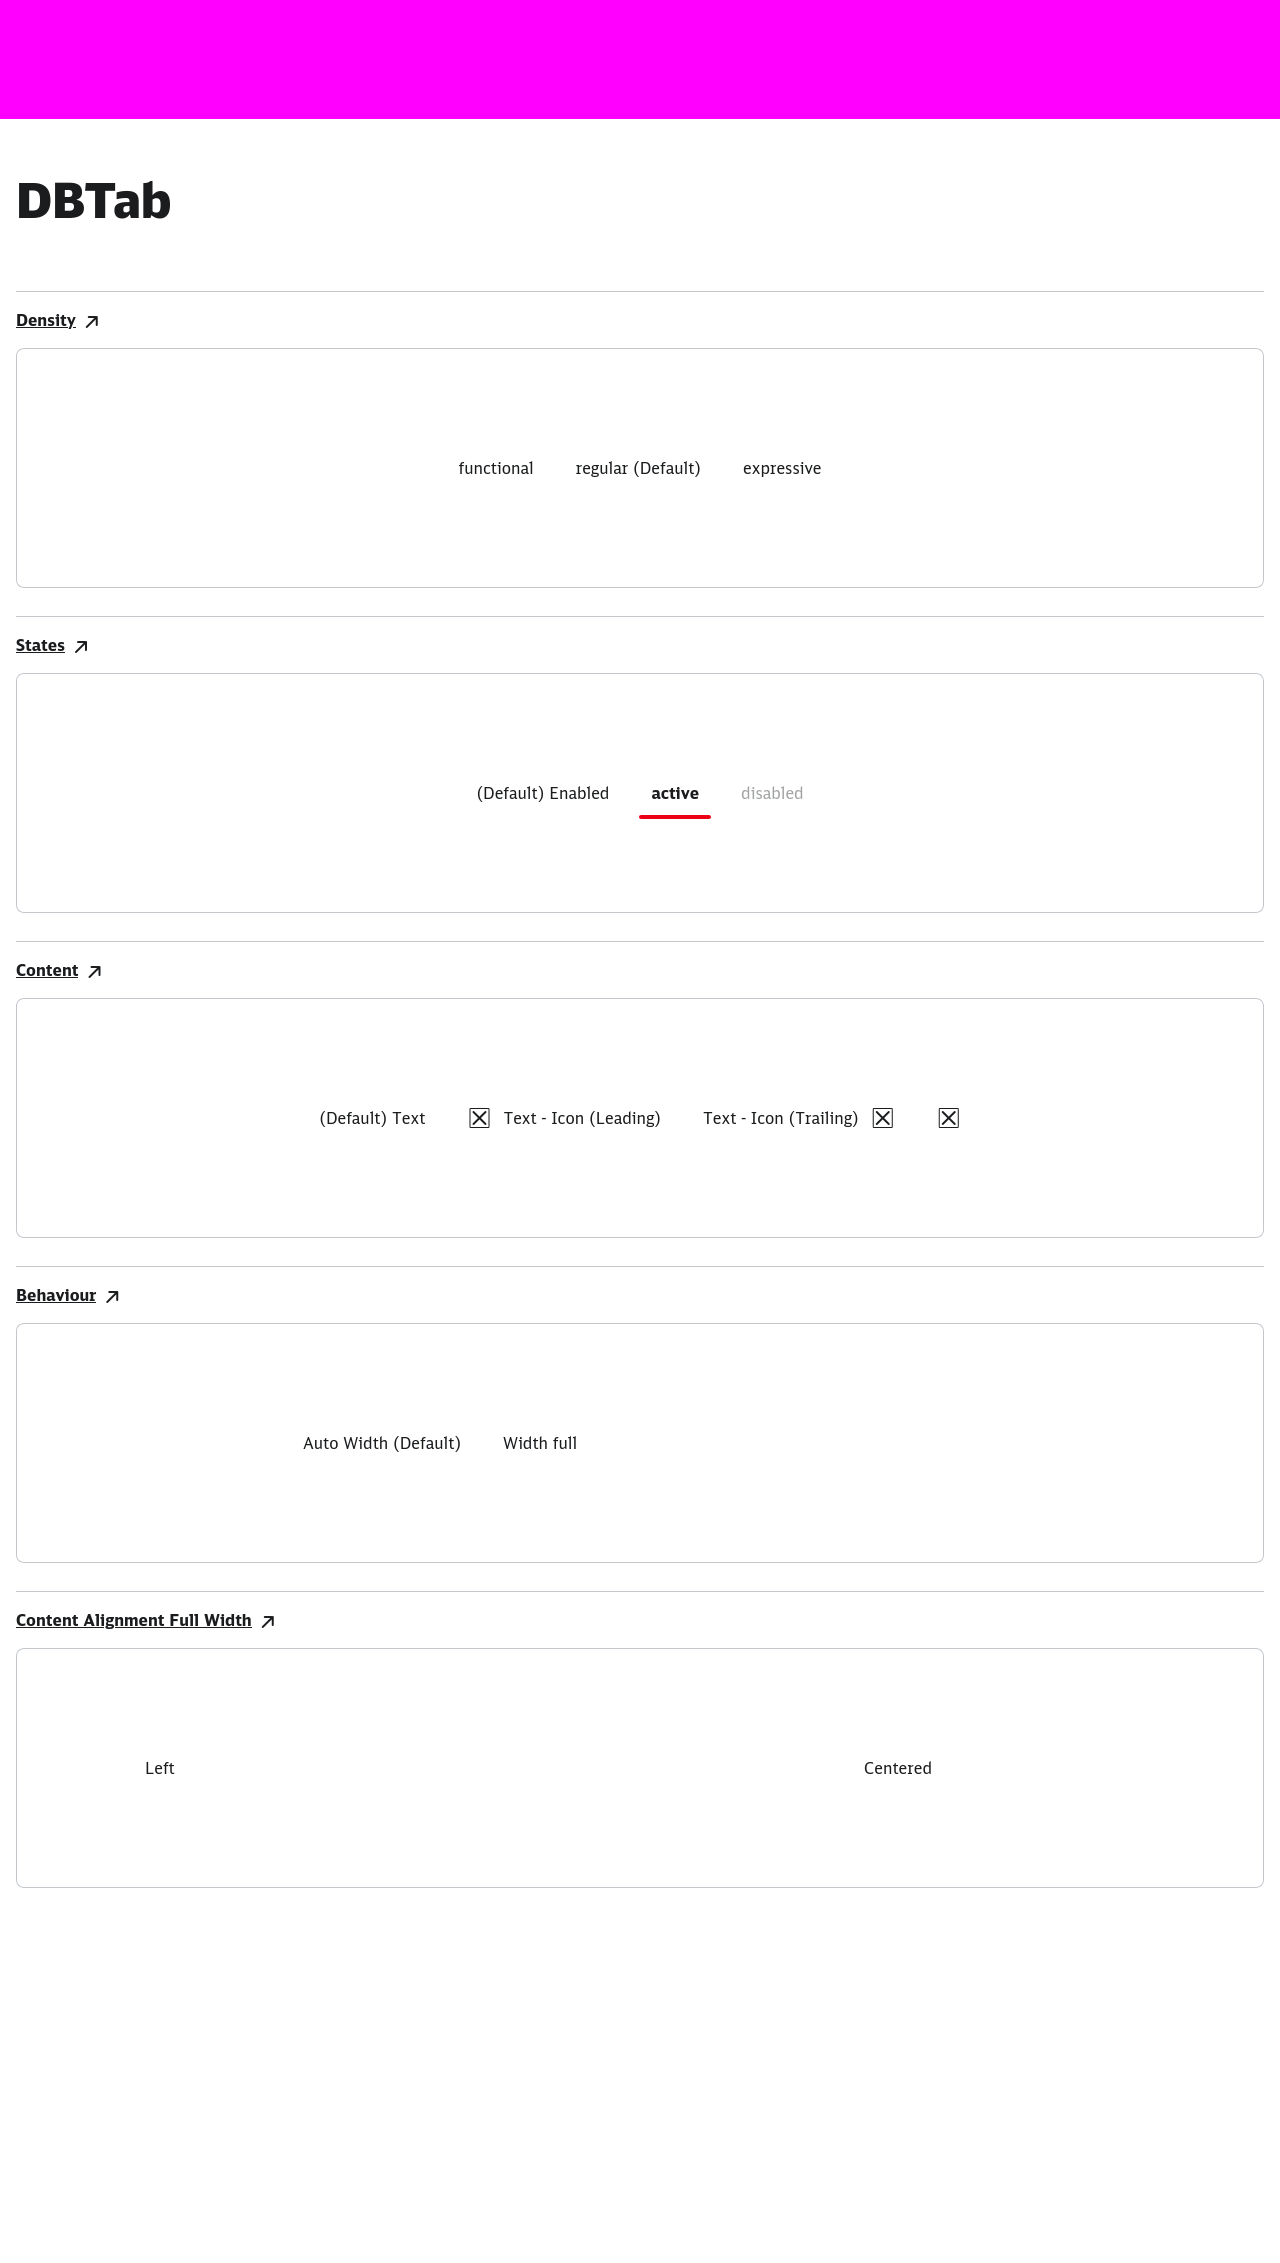 DBTab
Density
functional regular (Default) expressive
States
(Default) Enabled active disabled
Content
(Default) Text Text - Icon (Leading) Text - Icon (Trailing)
Behaviour
Auto Width (Default) Width full
Content Alignment Full Width
Left Centered